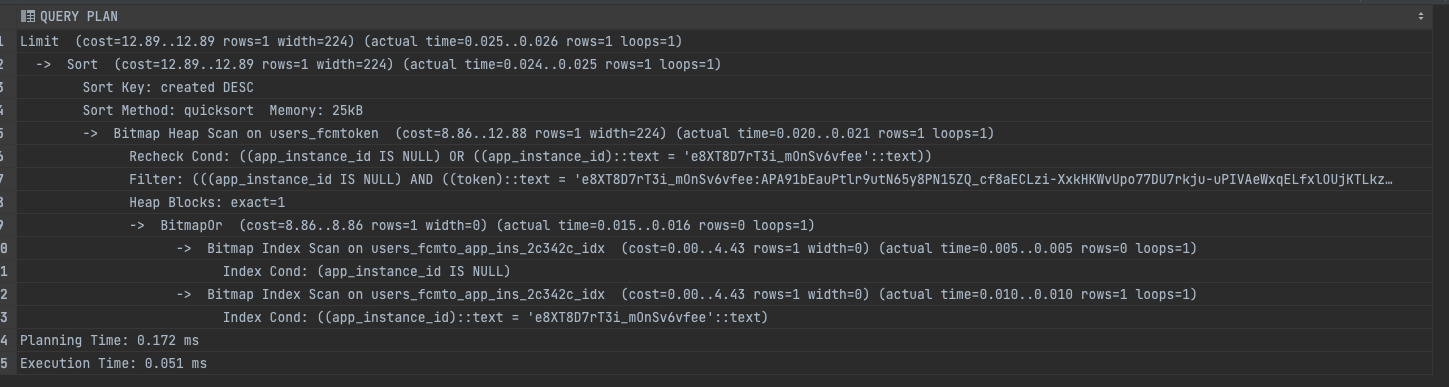 QUERY PLAN
1 Limit  (cost=12.89..12.89 rows=1 width=224) (actual time=0.025..0.026 rows=1 loops=1)
2   ->  Sort  (cost=12.89..12.89 rows=1 width=224) (actual time=0.024..0.025 rows=1 loops=1)
3         Sort Key: created DESC
4         Sort Method: quicksort  Memory: 25kB
5         ->  Bitmap Heap Scan on users_fcmtoken  (cost=8.86..12.88 rows=1 width=224) (actual time=0.020..0.021 rows=1 loops=1)
6               Recheck Cond: ((app_instance_id IS NULL) OR ((app_instance_id)::text = 'e8XT8D7rT3i_mOnSv6vfee'::text))
7               Filter: (((app_instance_id IS NULL) AND ((token)::text = 'e8XT8D7rT3i_mOnSv6vfee:APA91bEauPtlr9utN65y8PN15ZQ_cf8aECLzi-XxkHKWvUpo77DU7rkju-uPIVAeWxqELfxlOUjKTLkz…
8               Heap Blocks: exact=1
9               ->  BitmapOr  (cost=8.86..8.86 rows=1 width=0) (actual time=0.015..0.016 rows=0 loops=1)
0                     ->  Bitmap Index Scan on users_fcmto_app_ins_2c342c_idx  (cost=0.00..4.43 rows=1 width=0) (actual time=0.005..0.005 rows=0 loops=1)
1                           Index Cond: (app_instance_id IS NULL)
2                     ->  Bitmap Index Scan on users_fcmto_app_ins_2c342c_idx  (cost=0.00..4.43 rows=1 width=0) (actual time=0.010..0.010 rows=1 loops=1)
3                           Index Cond: ((app_instance_id)::text = 'e8XT8D7rT3i_mOnSv6vfee'::text)
4 Planning Time: 0.172 ms
5 Execution Time: 0.051 ms